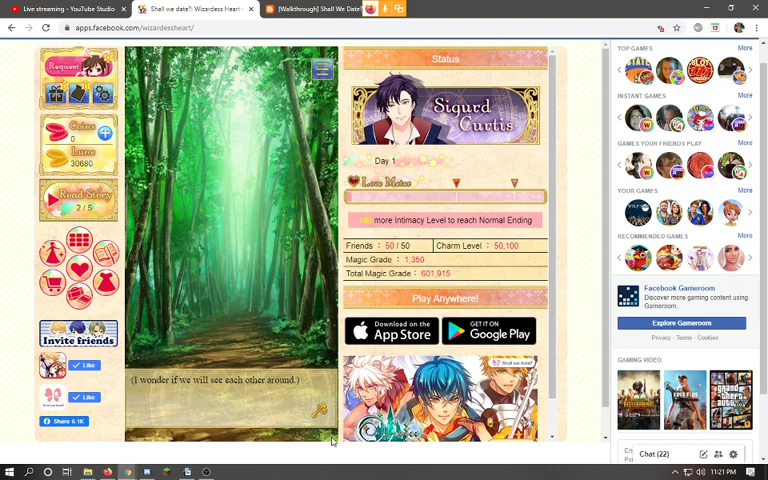 Live streaming - YouTube Studio
Shall we date?: Wizardess Heart -
[Walkthrough] Shall We Date?
apps.facebook.com/wizardessheart/
Request
Coins
0
Lune
30680
Read Story
2 / 5
Invite friends
Like
Like
Share 6.1K
(I wonder if we will see each other around.)
Status
Sigurd
Curtis
Day 1
Love Meter
more Intimacy Level to reach Normal Ending
Friends : 50 / 50
Charm Level : 50,100
Magic Grade : 1,350
Total Magic Grade : 601,915
Play Anywhere!
Download on the
App Store
GET IT ON
Google Play
Shall we date?
TOP GAMES
More
INSTANT GAMES
More
GAMES YOUR FRIENDS PLAY
More
YOUR GAMES
More
RECOMMENDED GAMES
More
Facebook Gameroom
Discover more gaming content using
Gameroom.
Explore Gameroom
Privacy · Terms · Cookies
GAMING VIDEO
Chat (22)
11:21 PM